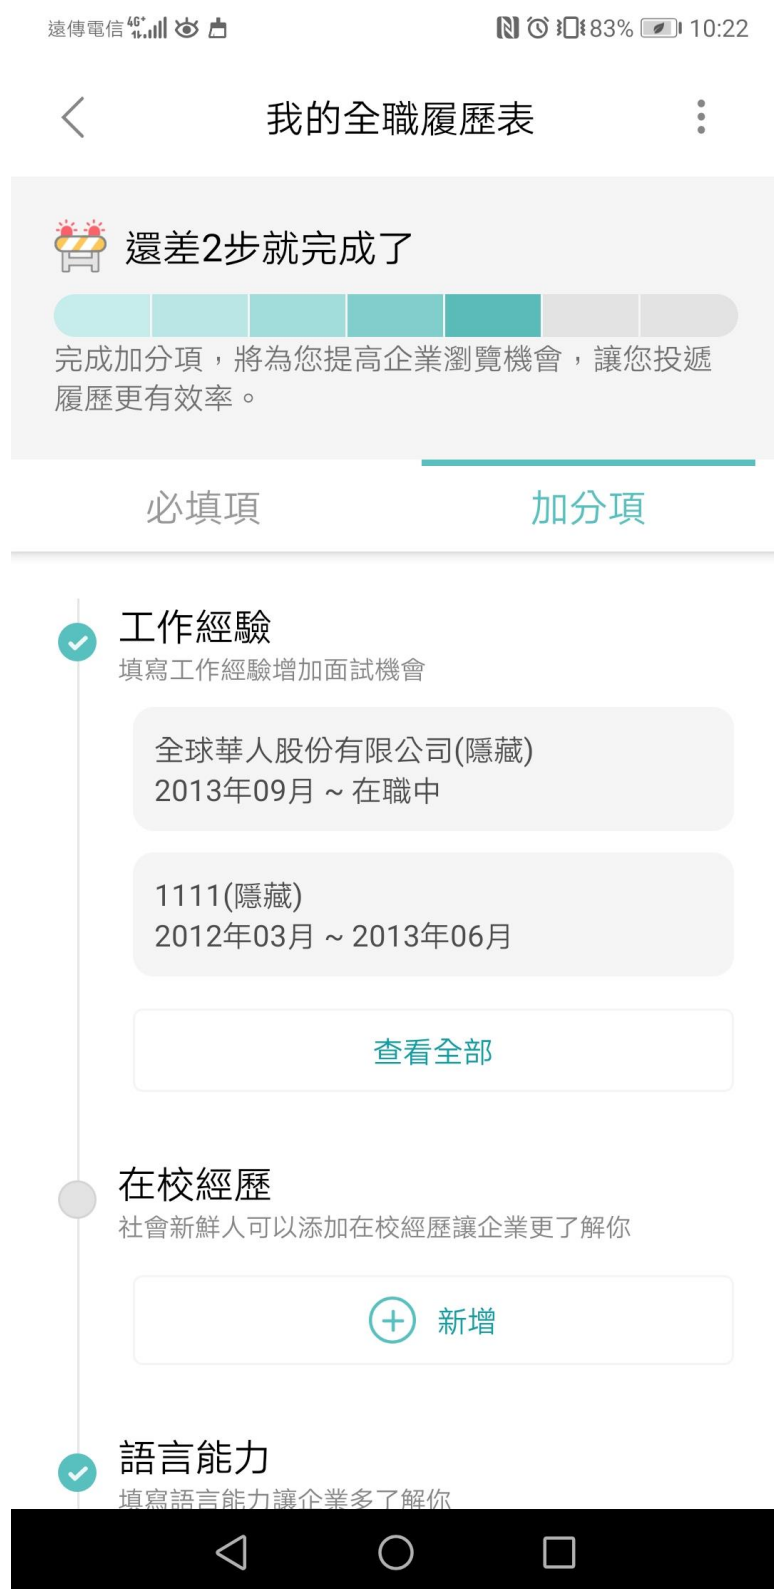 遠傳電信 4G+ 83% 10:22
我的全職履歷表
還差2步就完成了
完成加分項，將為您提高企業瀏覽機會，讓您投遞
履歷更有效率。
必填項 加分項
工作經驗
填寫工作經驗增加面試機會
全球華人股份有限公司(隱藏)
2013年09月 ~ 在職中
1111(隱藏)
2012年03月 ~ 2013年06月
查看全部
在校經歷
社會新鮮人可以添加在校經歷讓企業更了解你
新增
語言能力
填寫語言能力讓企業多了解你